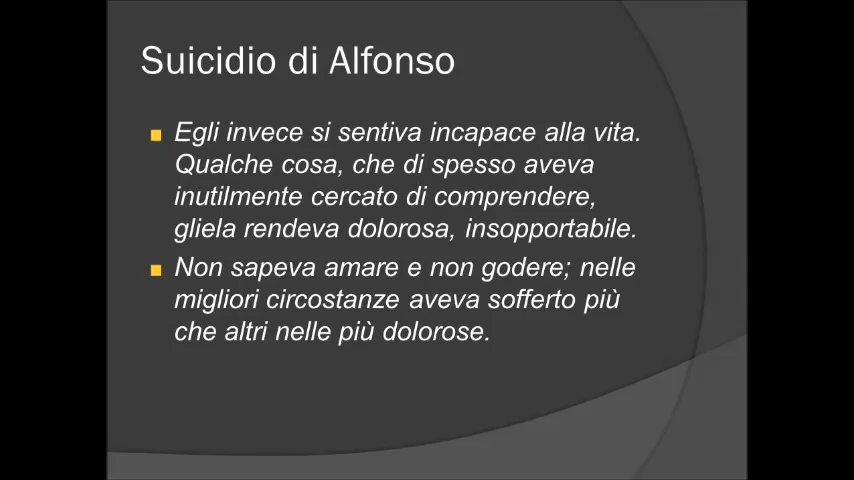 Suicidio di Alfonso
Egli invece si sentiva incapace alla vita.
Qualche cosa, che di spesso aveva
inutilmente cercato di comprendere,
gliela rendeva dolorosa, insopportabile.
Non sapeva amare e non godere; nelle
migliori circostanze aveva sofferto più
che altri nelle più dolorose.